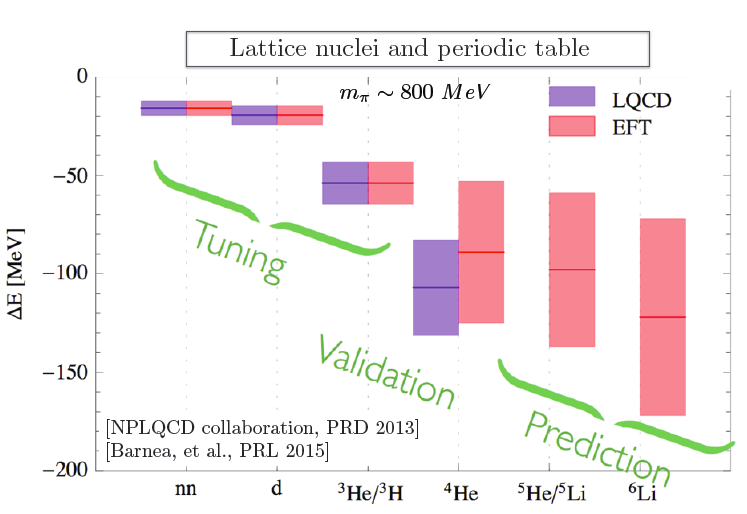 Lattice nuclei and periodic table
m_π ~ 800 MeV
LQCD
EFT
0
−50
−100
−150
−200
ΔE [MeV]
Tuning
Validation
Prediction
[NPLQCD collaboration, PRD 2013]
[Barnea, et al., PRL 2015]
nn d ³He/³H ⁴He ⁵He/⁵Li ⁶Li